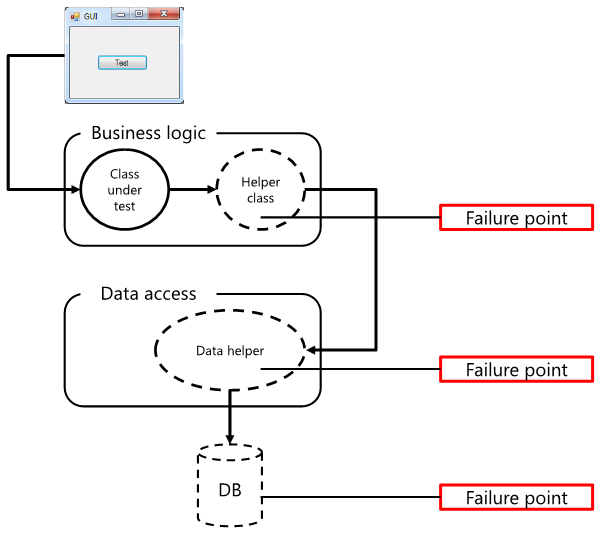 GUI
Test
Business logic
Class
under
test
Helper
class
Failure point
Data access
Data helper
Failure point
DB
Failure point